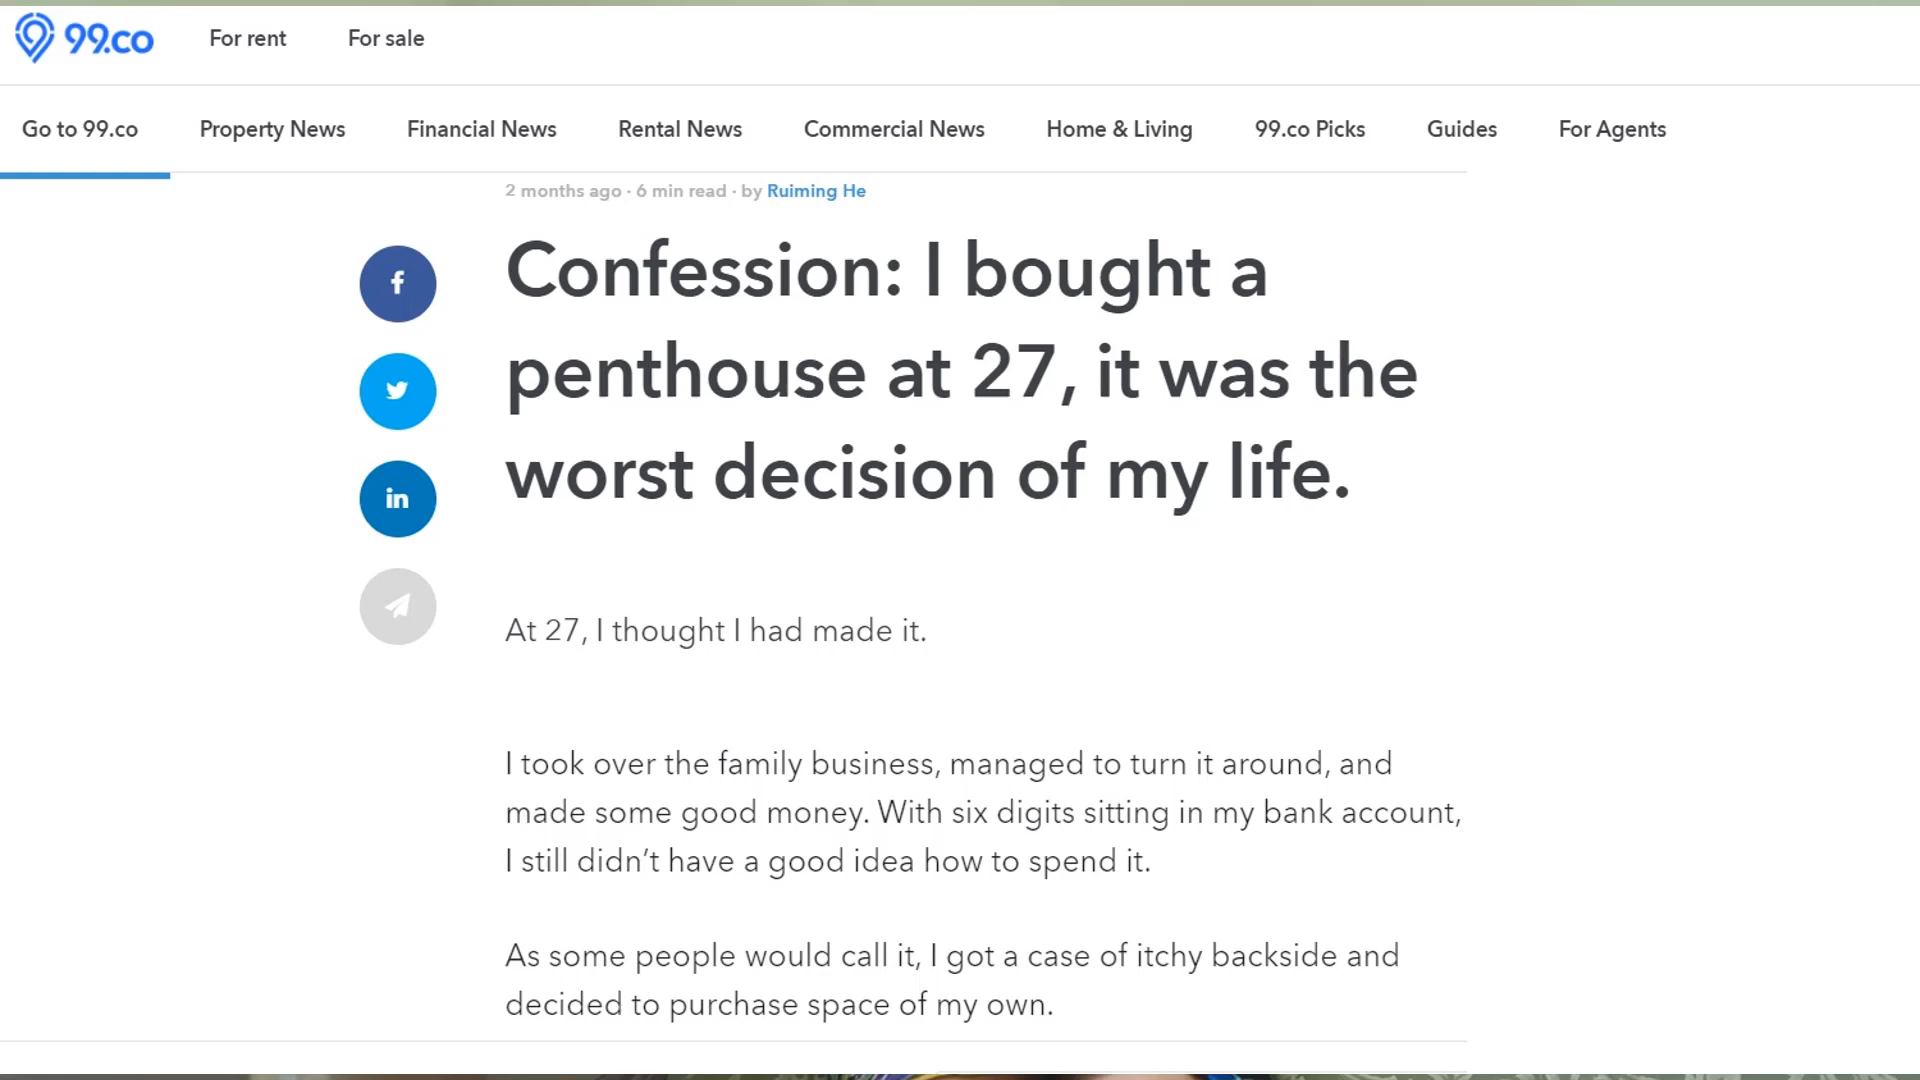 99.co
For rent
For sale
Go to 99.co
Property News
Financial News
Rental News
Commercial News
Home & Living
99.co Picks
Guides
For Agents
2 months ago · 6 min read · by Ruiming He
Confession: I bought a
penthouse at 27, it was the
worst decision of my life.
f
in
At 27, I thought I had made it.
I took over the family business, managed to turn it around, and
made some good money. With six digits sitting in my bank account,
I still didn’t have a good idea how to spend it.
As some people would call it, I got a case of itchy backside and
decided to purchase space of my own.